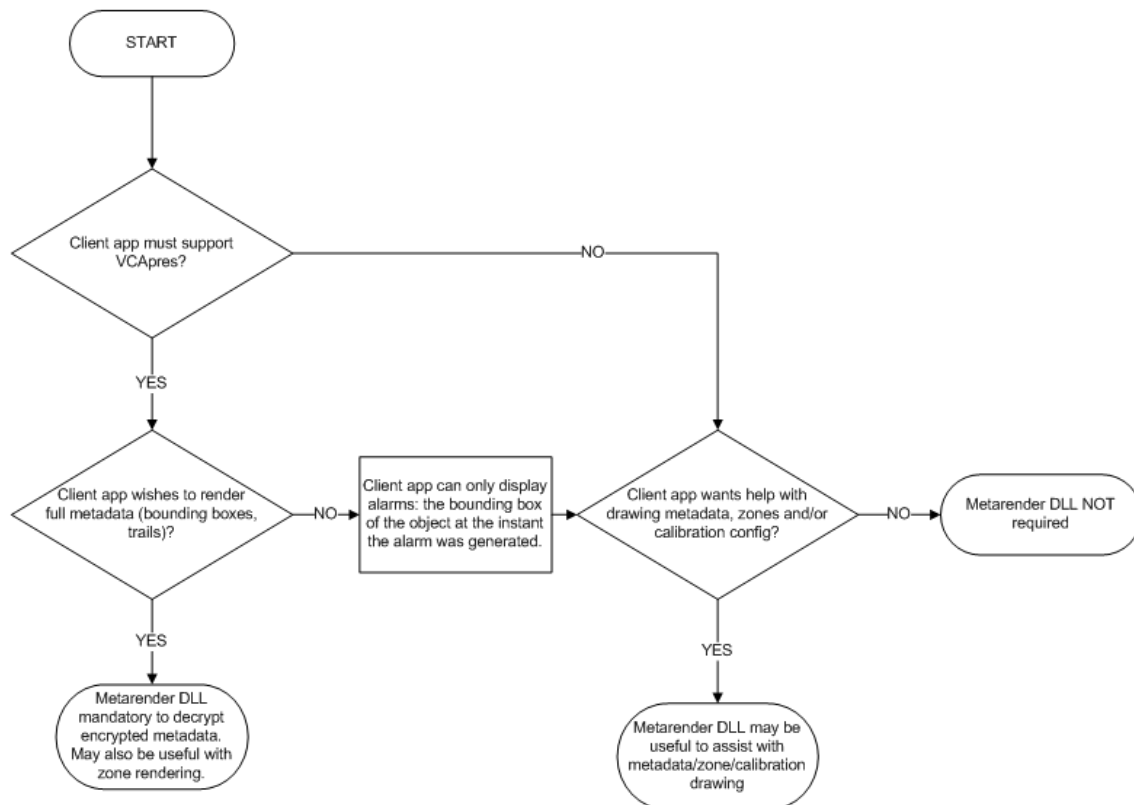 START
Client app must support
VCApres?
NO
YES
Client app wishes to render
full metadata (bounding boxes,
trails)?
NO
Client app can only display
alarms: the bounding box
of the object at the instant
the alarm was generated.
Client app wants help with
drawing metadata, zones and/or
calibration config?
NO
Metarender DLL NOT
required
YES
Metarender DLL
mandatory to decrypt
encrypted metadata.
May also be useful with
zone rendering.
YES
Metarender DLL may be
useful to assist with
metadata/zone/calibration
drawing